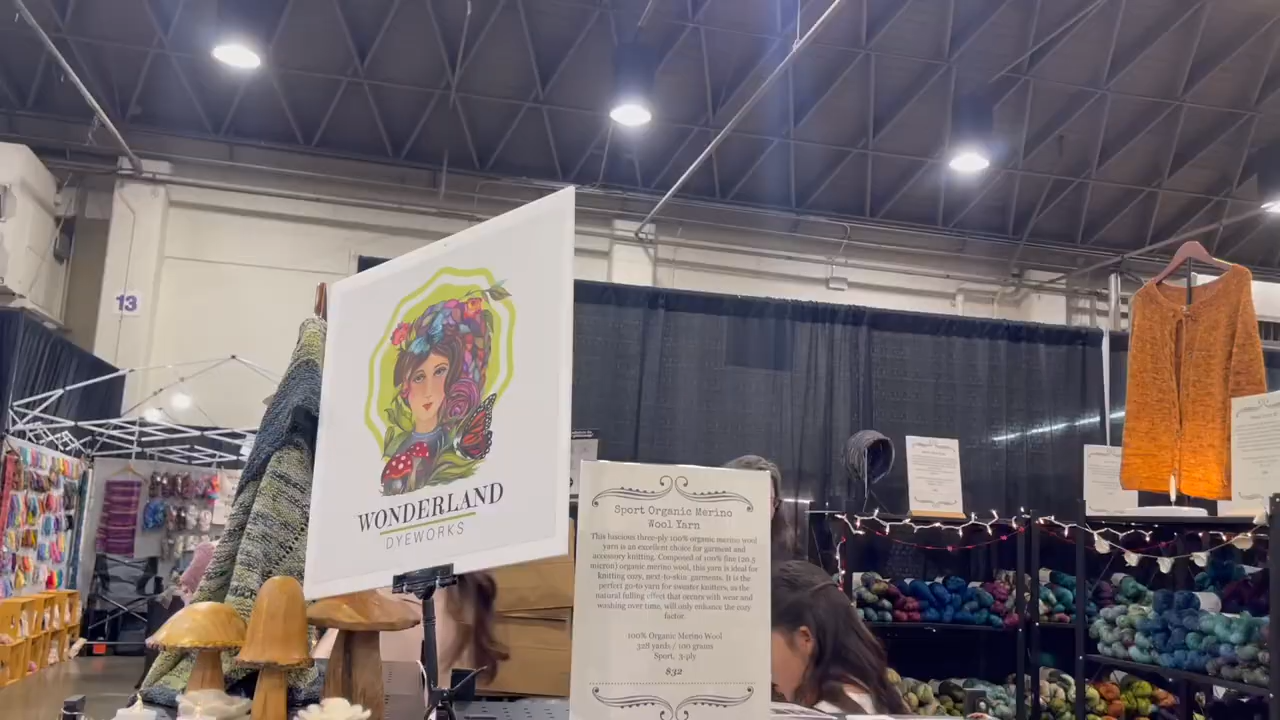 13
WONDERLAND
DYEWORKS
Sport Organic Merino
Wool Yarn
This luscious three-ply 100% organic merino wool
yarn is an excellent choice for garment and
accessory knitting. Composed of 100% fine (20.5
micron) organic merino wool, this yarn is ideal for
knitting cozy, next-to-skin garments. It is the
perfect go-to yarn for winter knitters, as the
natural fulling effect that occurs with wear and
washing over time, will only enhance the cozy
factor.
100% Organic Merino Wool
328 yards / 100 grams
Sport, 3-ply
$32